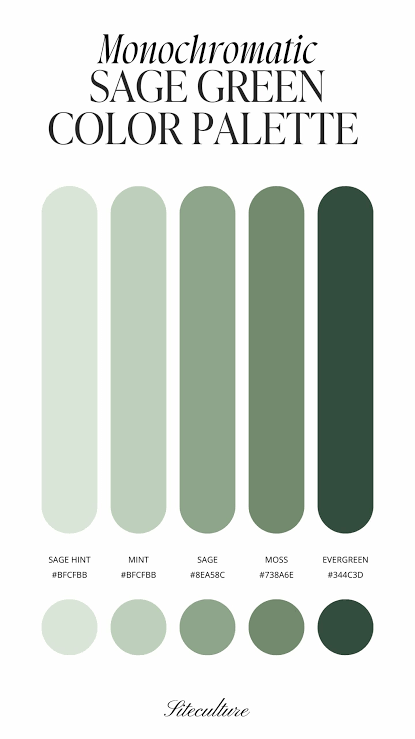 Monochromatic
SAGE GREEN
COLOR PALETTE
SAGE HINT MINT SAGE MOSS EVERGREEN
#BFCFBB #BFCFBB #8EA58C #738A6E #344C3D
Siteculture